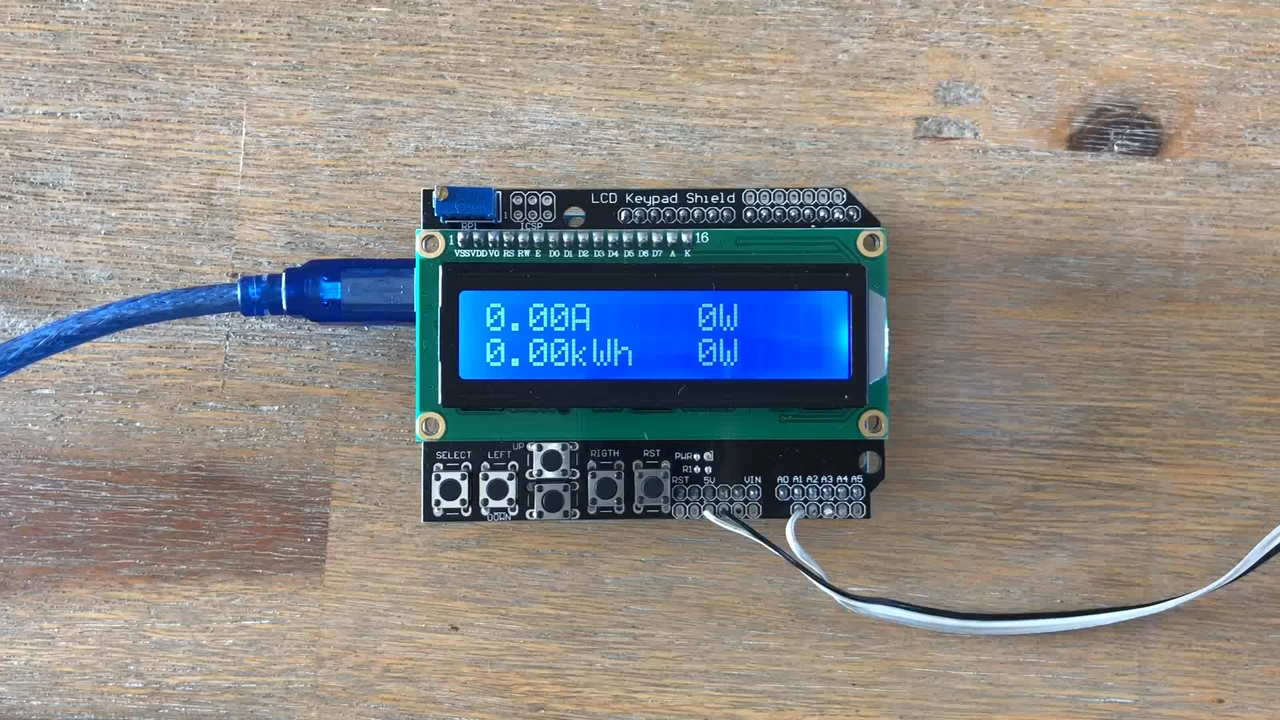 LCD Keypad Shield
RP1
1
ICSP
1
16
VSS VDD V0 RS RW E D0 D1 D2 D3 D4 D5 D6 D7 A K
0.00A 0W
0.00kWh 0W
UP
SELECT LEFT RIGTH RST
DOWN
PWR
R1
RST 5V VIN
A0 A1 A2 A3 A4 A5